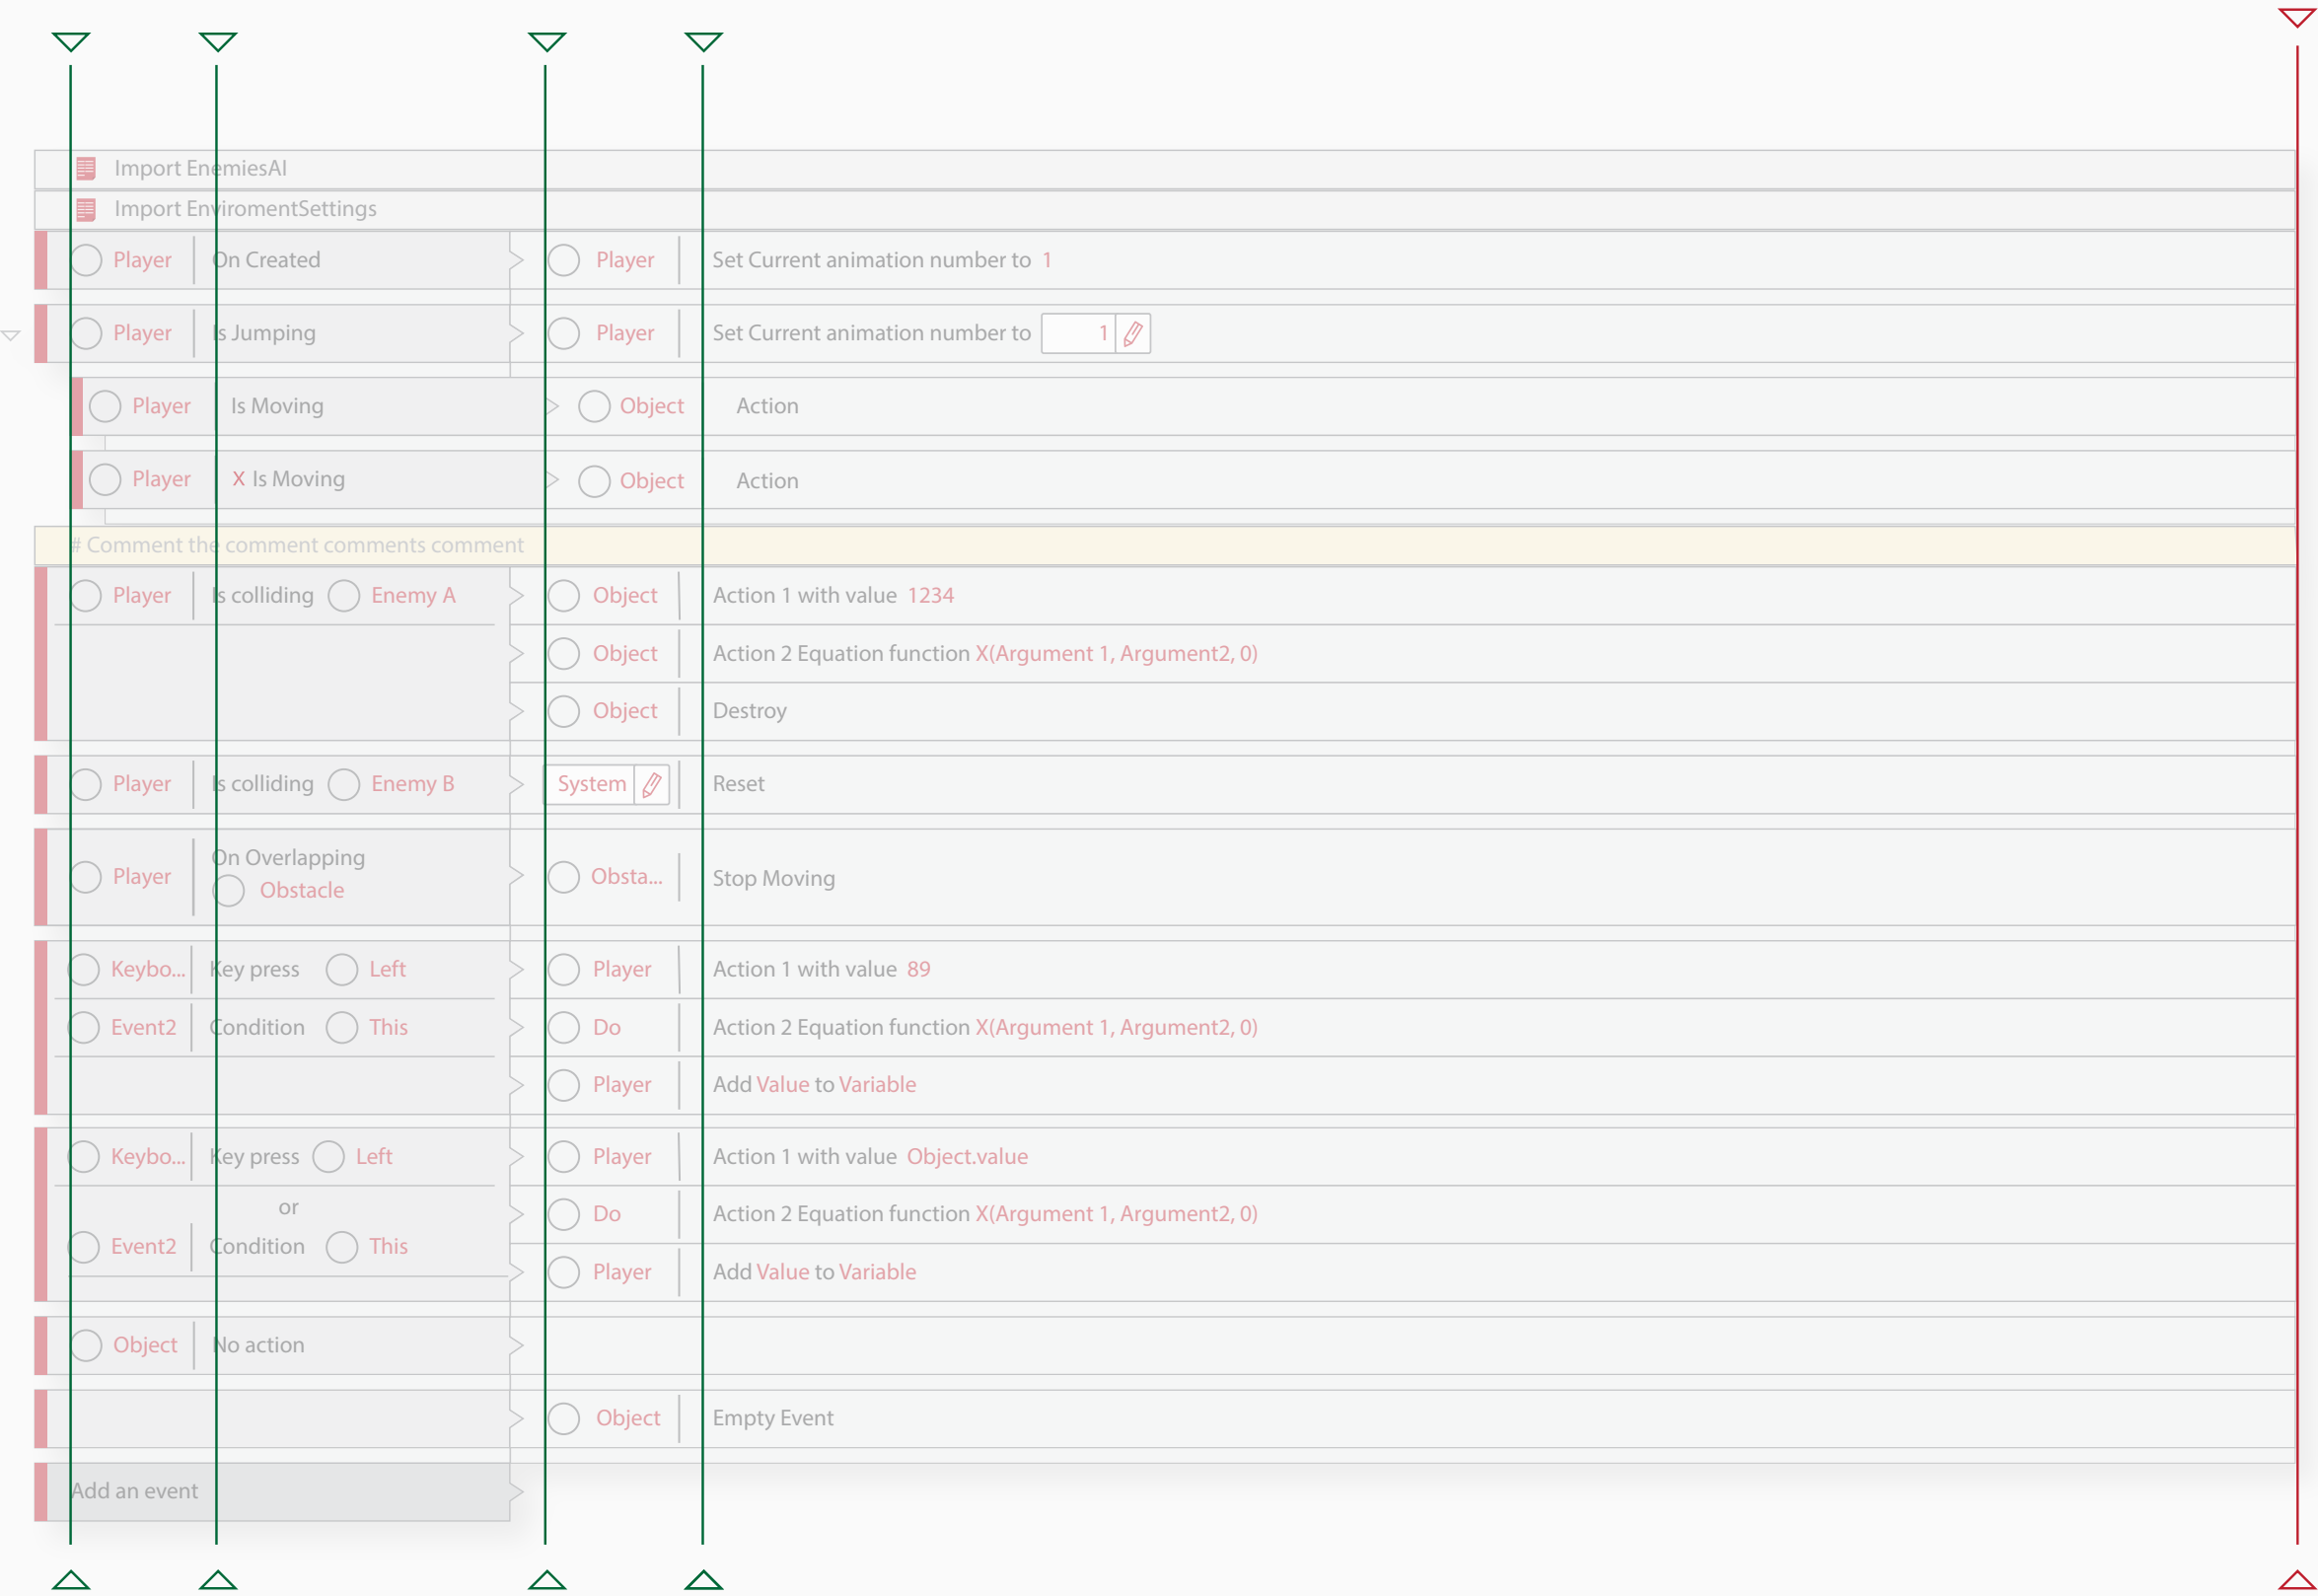 Import EnemiesAI
Import EnviromentSettings
Player On Created Player Set Current animation number to 1
Player Is Jumping Player Set Current animation number to 1
Player Is Moving Object Action
Player X Is Moving Object Action
# Comment the comment comments comment
Player Is colliding Enemy A Object Action 1 with value 1234
Object Action 2 Equation function X(Argument 1, Argument2, 0)
Object Destroy
Player Is colliding Enemy B System Reset
Player On Overlapping Obstacle Obsta... Stop Moving
Keybo... Key press Left Player Action 1 with value 89
Event2 Condition This Do Action 2 Equation function X(Argument 1, Argument2, 0)
Player Add Value to Variable
Keybo... Key press Left Player Action 1 with value Object.value
or Do Action 2 Equation function X(Argument 1, Argument2, 0)
Event2 Condition This Player Add Value to Variable
Object No action
Object Empty Event
Add an event